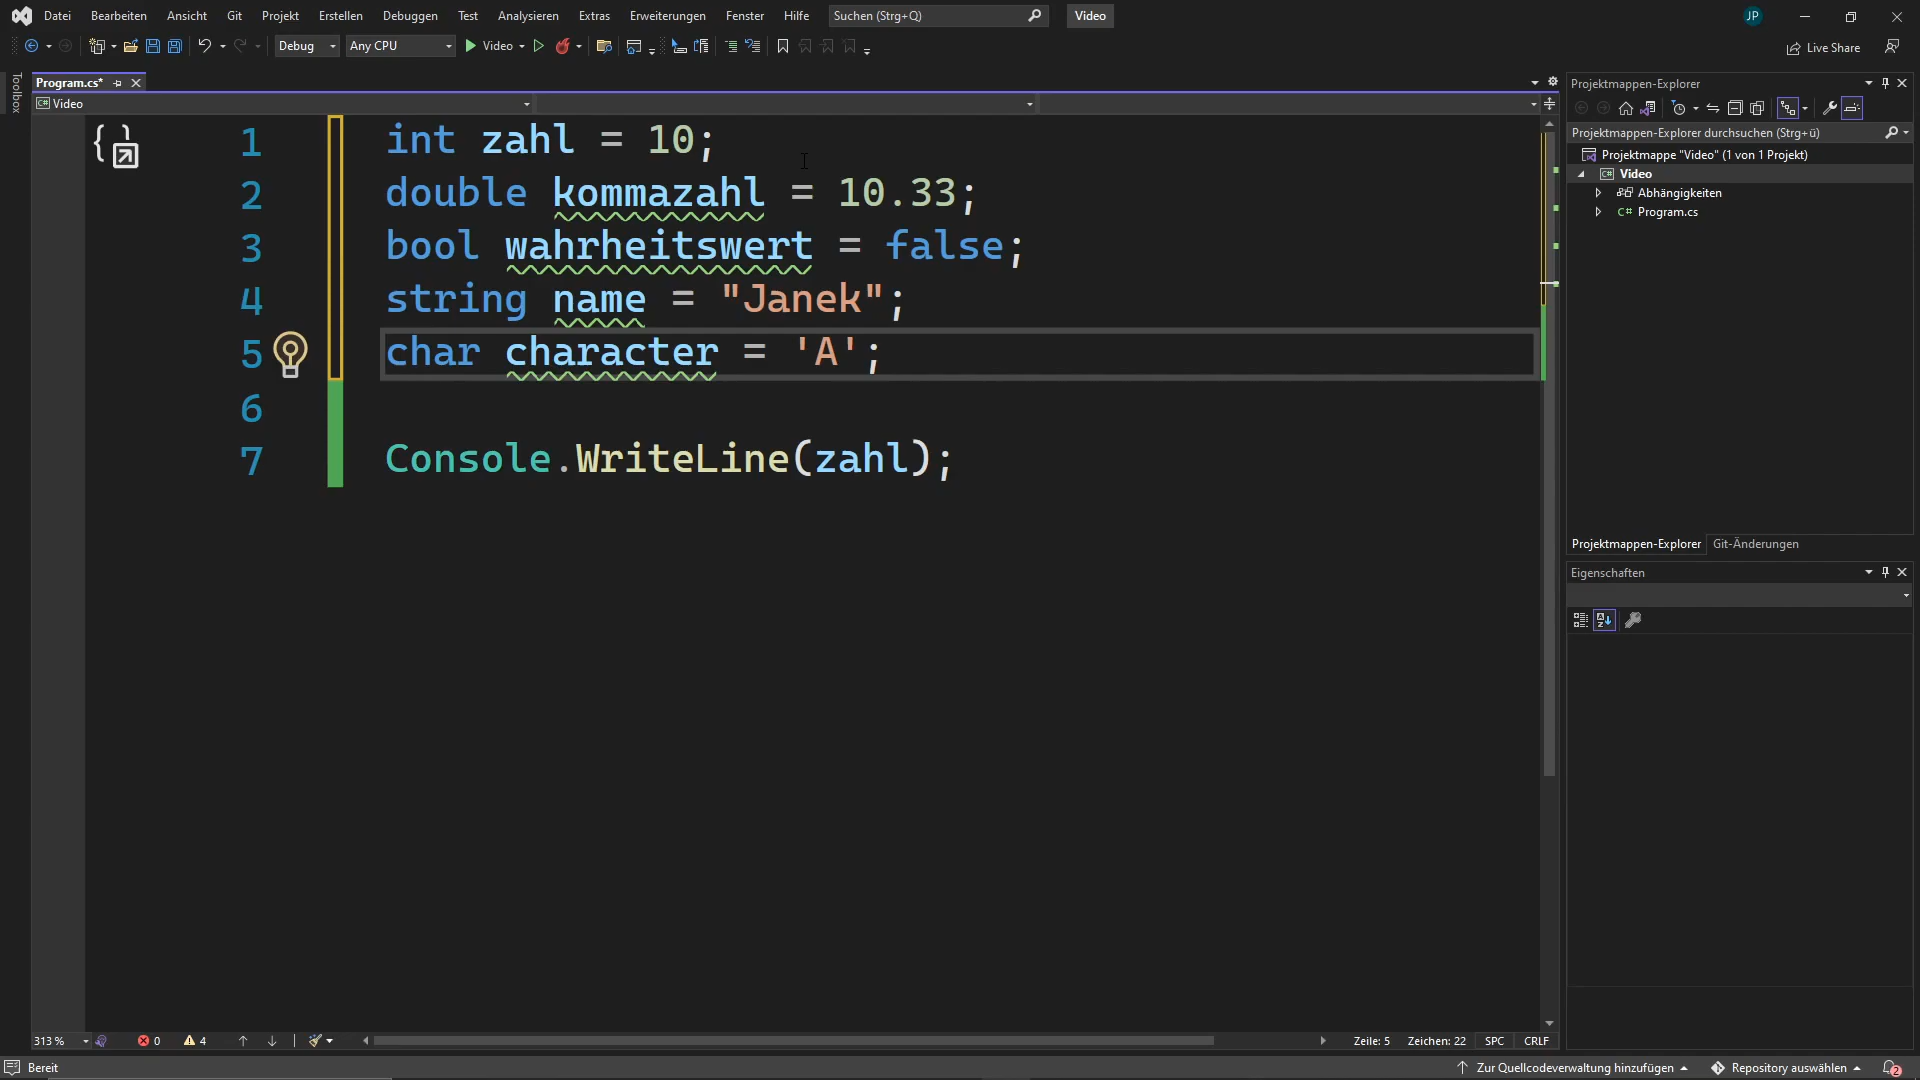 Datei Bearbeiten Ansicht Git Projekt Erstellen Debuggen Test Analysieren Extras Erweiterungen Fenster Hilfe Suchen (Strg+Q) Video JP
Debug Any CPU Video Live Share
Toolbox
Program.cs*
Projektmappen-Explorer
C# Video
Projektmappen-Explorer durchsuchen (Strg+ü)
Projektmappe "Video" (1 von 1 Projekt)
C# Video
Abhängigkeiten
C# Program.cs
1 int zahl = 10;
2 double kommazahl = 10.33;
3 bool wahrheitswert = false;
4 string name = "Janek";
5 char character = 'A';
6
7 Console.WriteLine(zahl);
Projektmappen-Explorer Git-Änderungen
Eigenschaften
313 % 0 4 Zeile: 5 Zeichen: 22 SPC CRLF
Bereit Zur Quellcodeverwaltung hinzufügen Repository auswählen 2